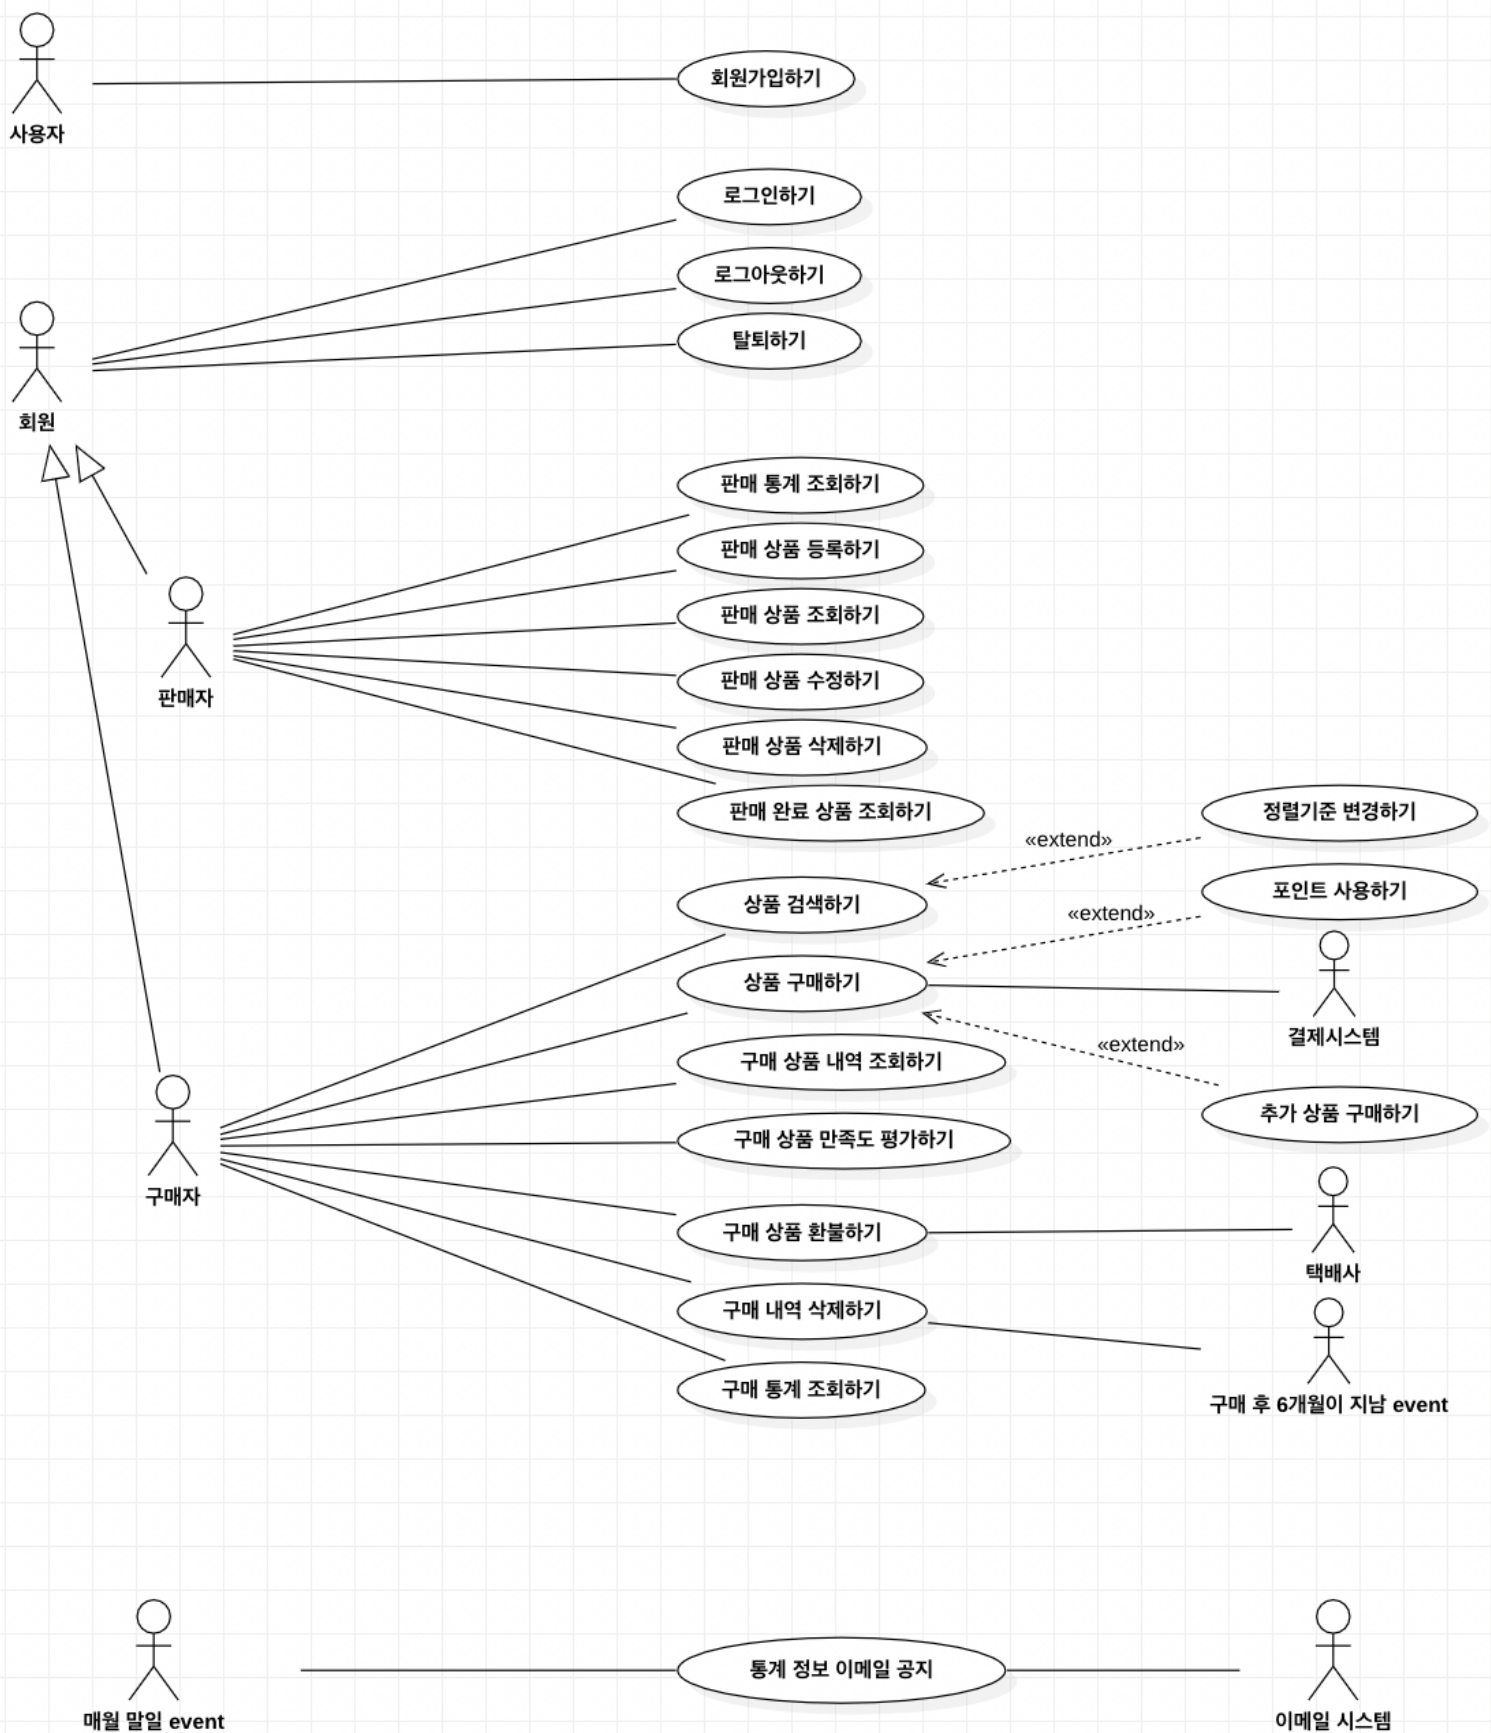 회원가입하기
사용자
로그인하기
로그아웃하기
탈퇴하기
회원
판매 통계 조회하기
판매 상품 등록하기
판매 상품 조회하기
판매 상품 수정하기
판매자
판매 상품 삭제하기
판매 완료 상품 조회하기
정렬기준 변경하기
«extend»
상품 검색하기
포인트 사용하기
«extend»
상품 구매하기
결제시스템
«extend»
구매 상품 내역 조회하기
추가 상품 구매하기
구매 상품 만족도 평가하기
구매자
구매 상품 환불하기
택배사
구매 내역 삭제하기
구매 통계 조회하기
구매 후 6개월이 지남 event
통계 정보 이메일 공지
매월 말일 event
이메일 시스템